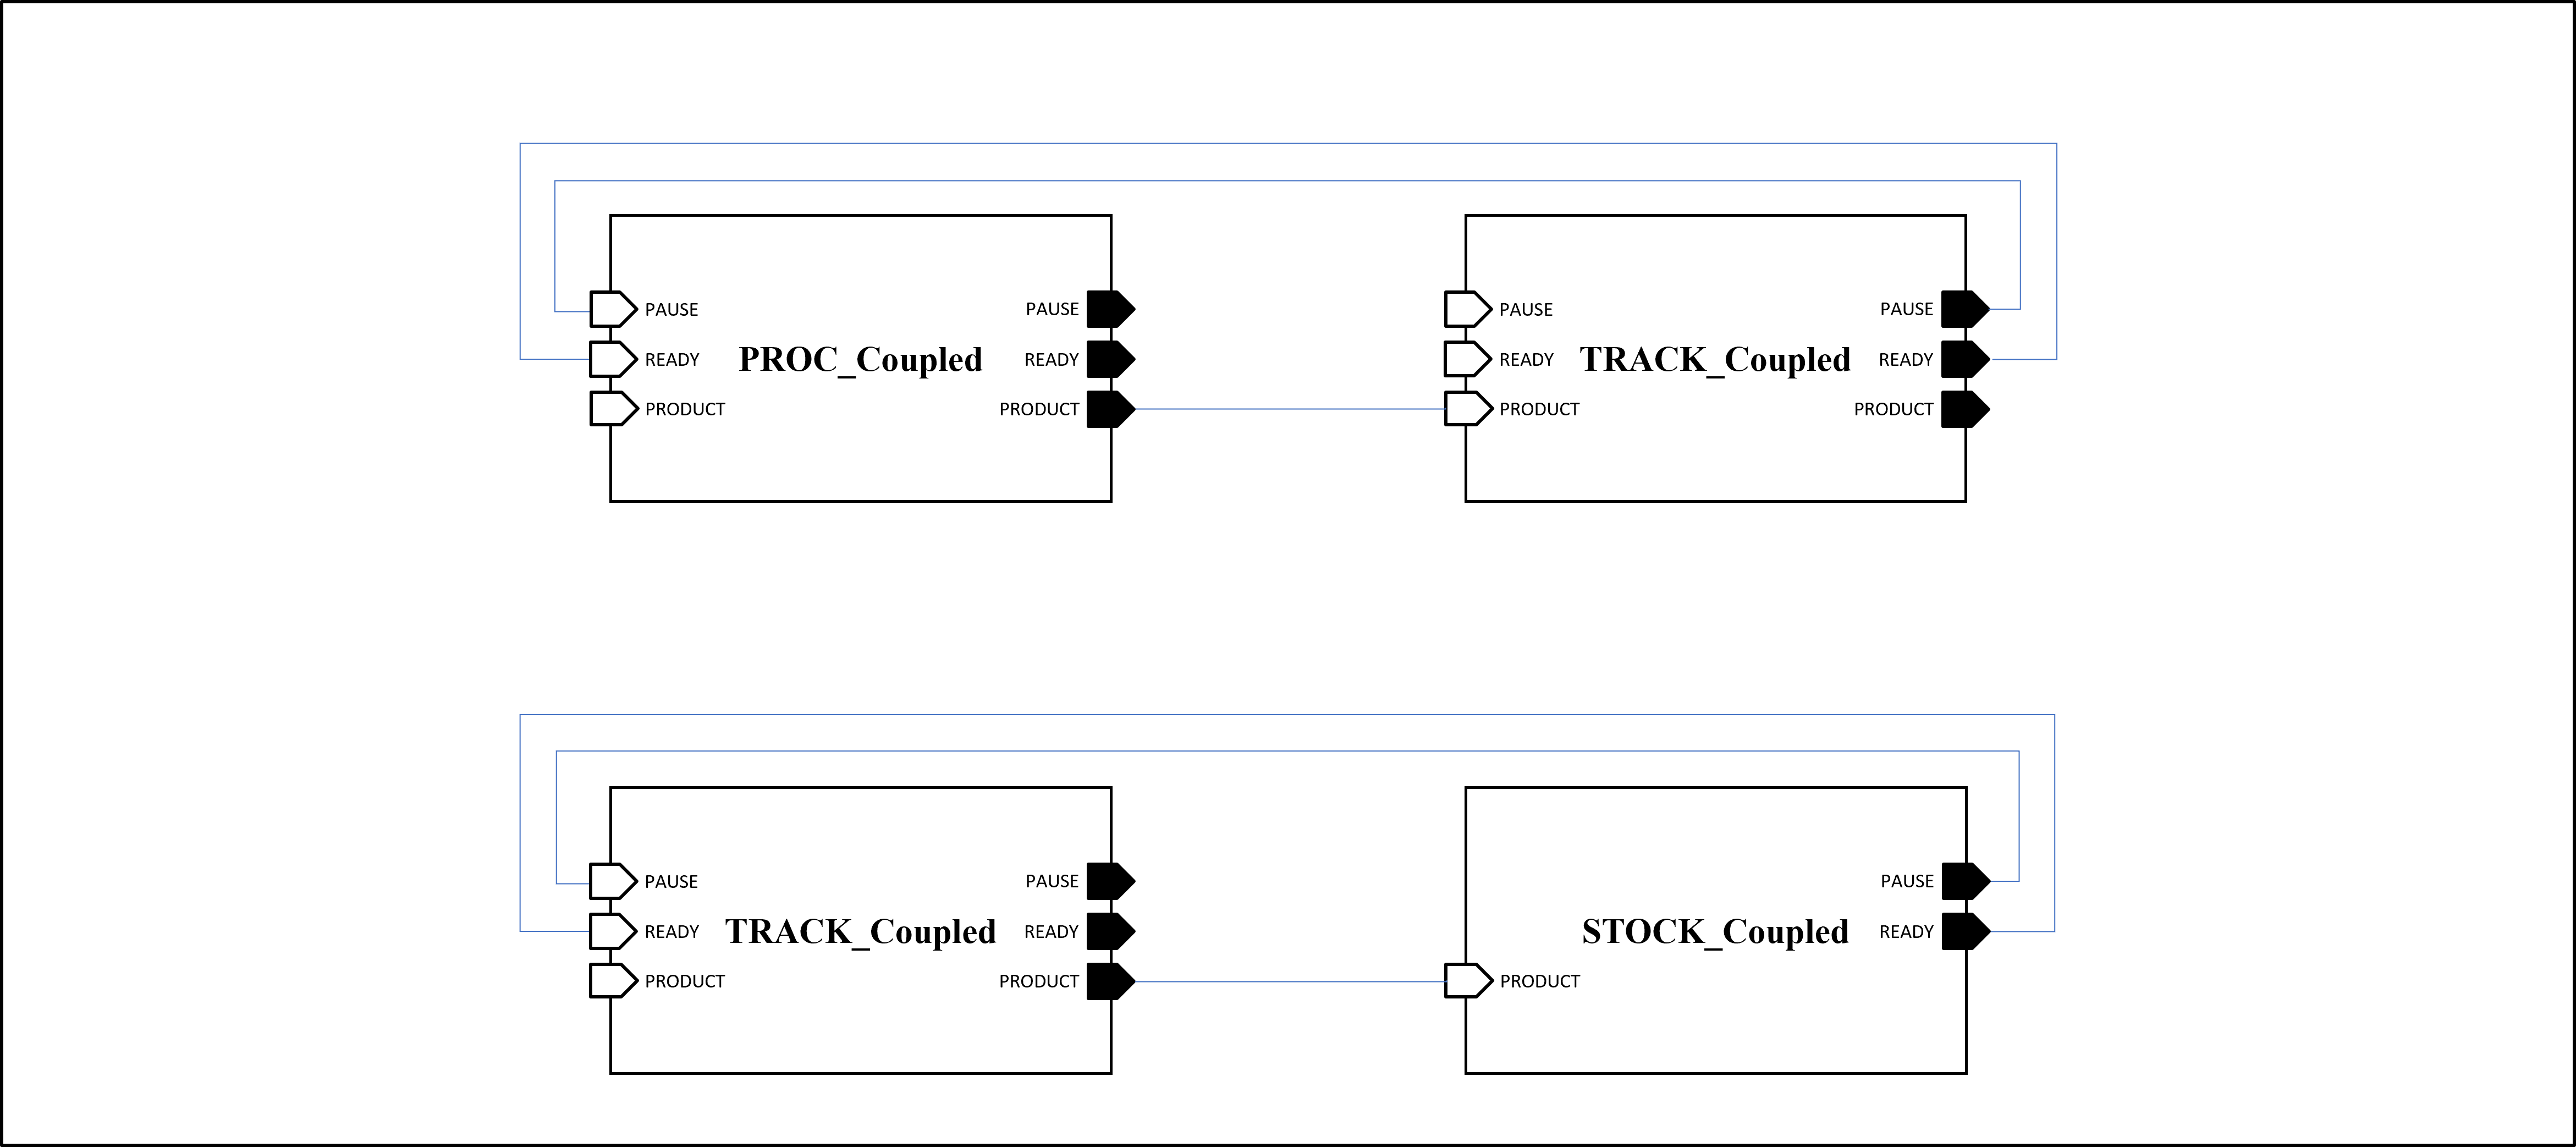 PAUSE PAUSE PAUSE PAUSE
READY PROC_Coupled READY READY TRACK_Coupled READY
PRODUCT PRODUCT PRODUCT PRODUCT
PAUSE PAUSE PAUSE
READY TRACK_Coupled READY STOCK_Coupled READY
PRODUCT PRODUCT PRODUCT